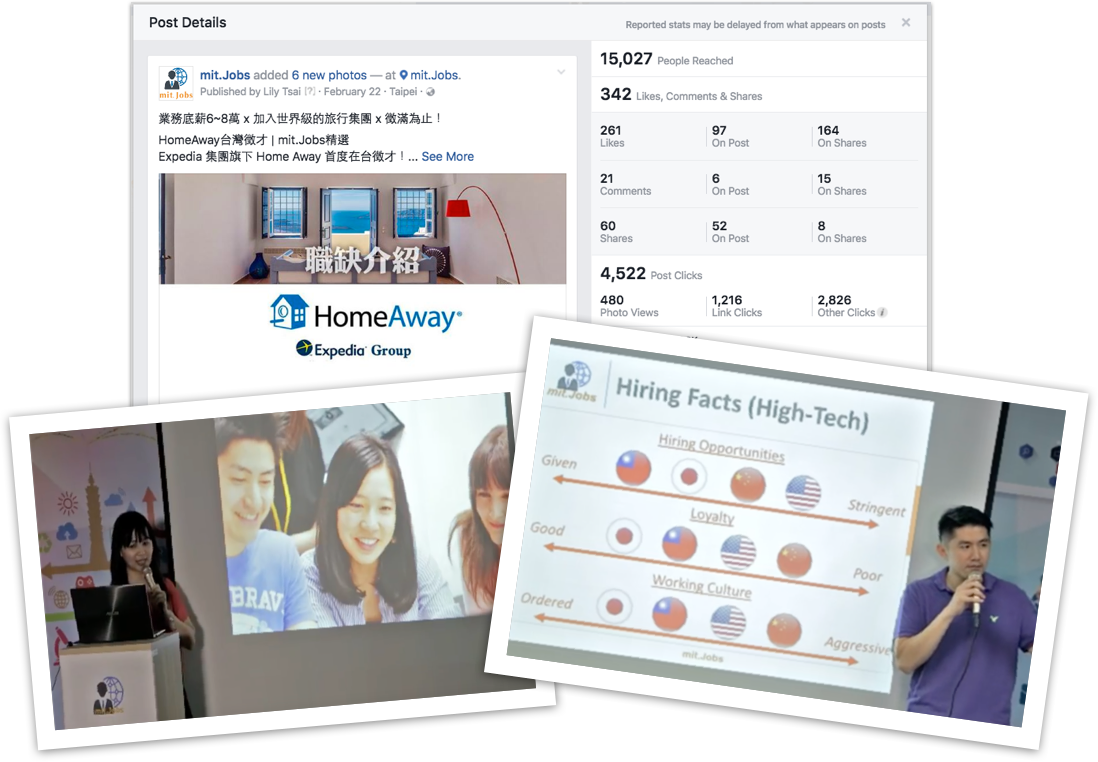 Post Details
Reported stats may be delayed from what appears on posts
mit.Jobs added 6 new photos — at mit.Jobs.
Published by Lily Tsai [?] · February 22 · Taipei ·
業務底薪6~8萬 x 加入世界級的旅行集團 x 徵滿為止！
HomeAway台灣徵才 | mit.Jobs精選
Expedia 集團旗下 Home Away 首度在台徵才！... See More
mit.Jobs
職缺介紹
HomeAway®
Expedia Group
15,027 People Reached
342 Likes, Comments & Shares
261 97 164
Likes On Post On Shares
21 6 15
Comments On Post On Shares
60 52 8
Shares On Post On Shares
4,522 Post Clicks
480 1,216 2,826
Photo Views Link Clicks Other Clicks
BRAV
mit.Jobs
Hiring Facts (High-Tech)
Hiring Opportunities
Given Stringent
Loyalty
Good Poor
Working Culture
Ordered Aggressive
mit.Jobs